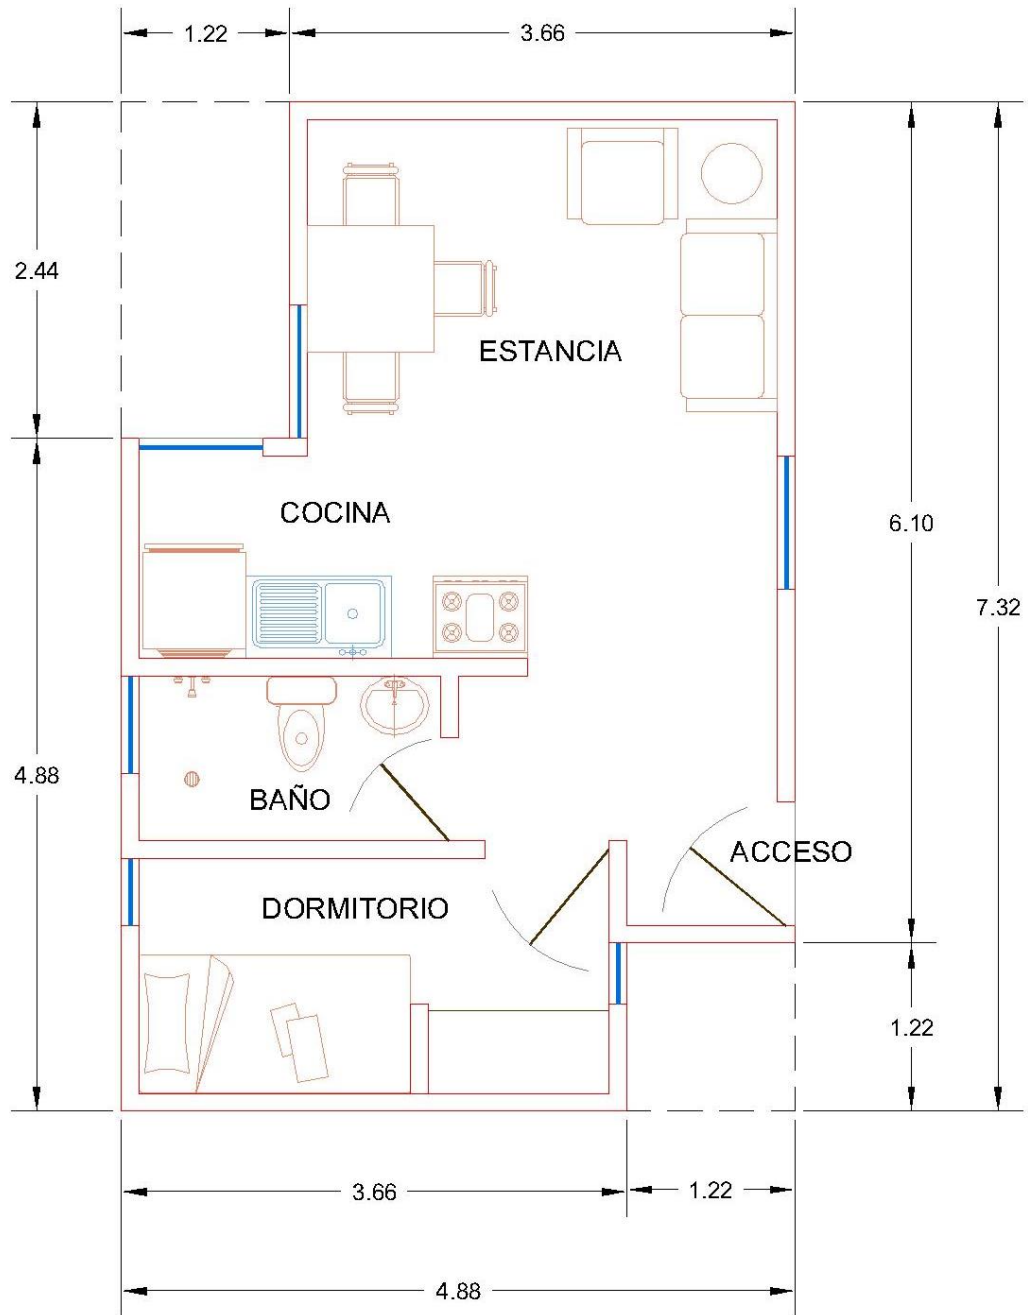 1.22
3.66
2.44
ESTANCIA
COCINA
6.10
7.32
4.88
BAÑO
ACCESO
DORMITORIO
1.22
3.66
1.22
4.88